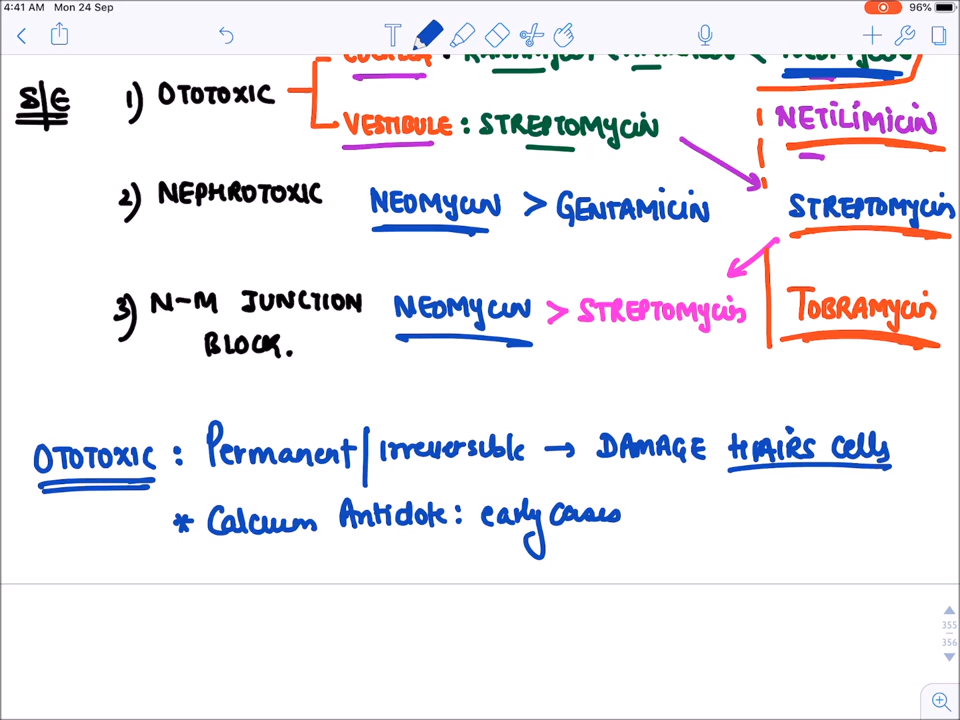 4:41 AM Mon 24 Sep 96%
T
S/E 1) OTOTOXIC
VESTIBULE : STREPTOMYCIN NETILIMICIN
2) NEPHROTOXIC NEOMYCIN > GENTAMICIN STREPTOMYCIN
3) N-M JUNCTION NEOMYCIN > STREPTOMYCIN TOBRAMYCIN
BLOCK.
OTOTOXIC : Permanent/Irreversible → DAMAGE HAIRS Cells
* Calcium Antidote : early cases
355
356